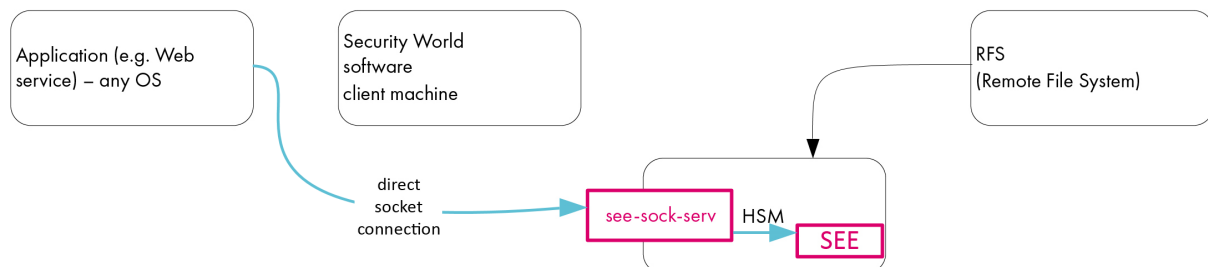 Application (e.g. Web
service) – any OS
Security World
software
client machine
RFS
(Remote File System)
direct
socket
connection
see-sock-serv
HSM
SEE